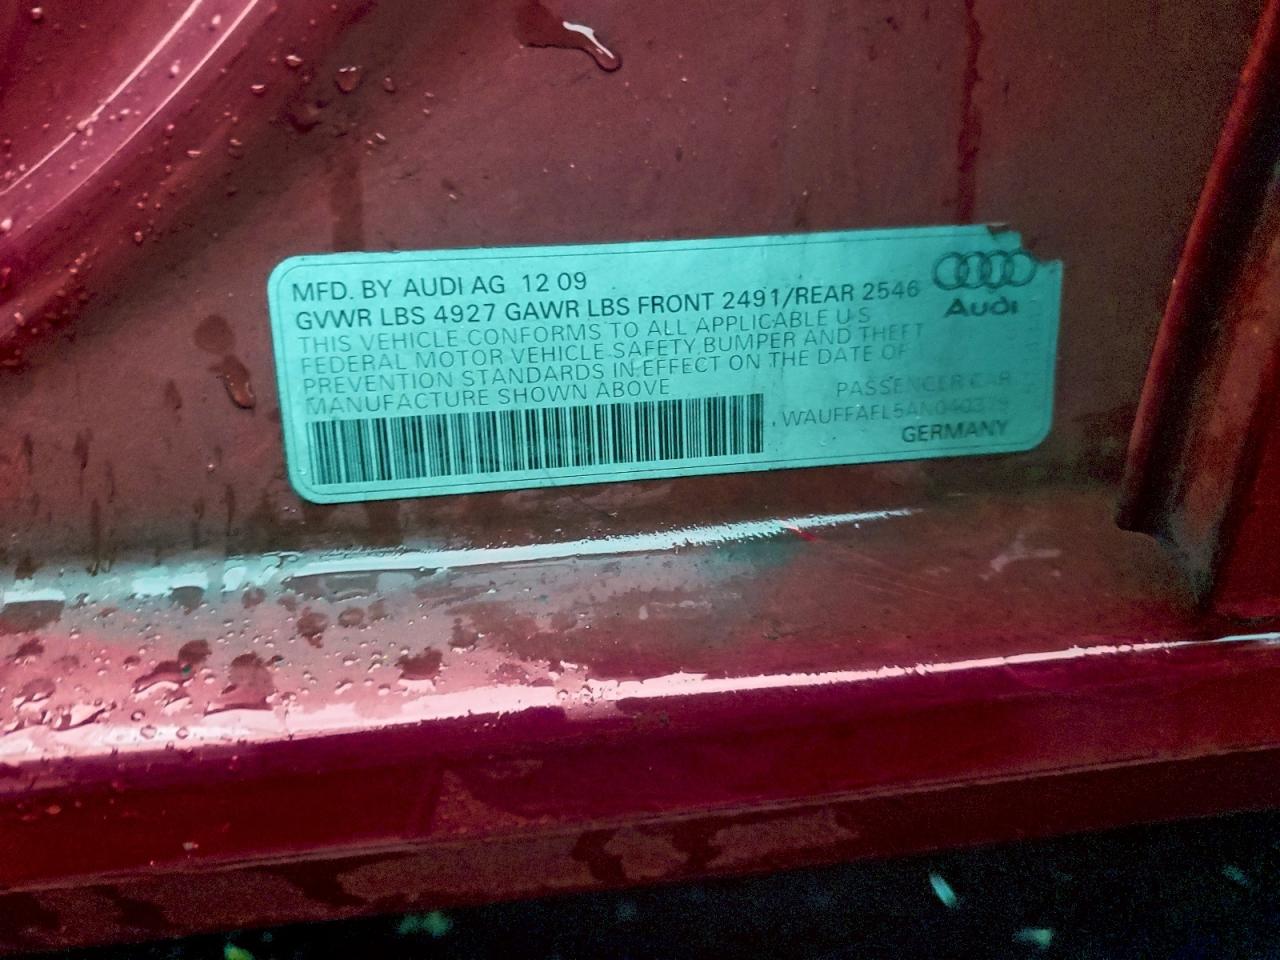 MFD. BY AUDI AG 12 09
GVWR LBS 4927 GAWR LBS FRONT 2491/REAR 2546
THIS VEHICLE CONFORMS TO ALL APPLICABLE U S
FEDERAL MOTOR VEHICLE SAFETY, BUMPER AND THEFT
PREVENTION STANDARDS IN EFFECT ON THE DATE OF
MANUFACTURE SHOWN ABOVE
Audi
PASSENGER CAR
GERMANY